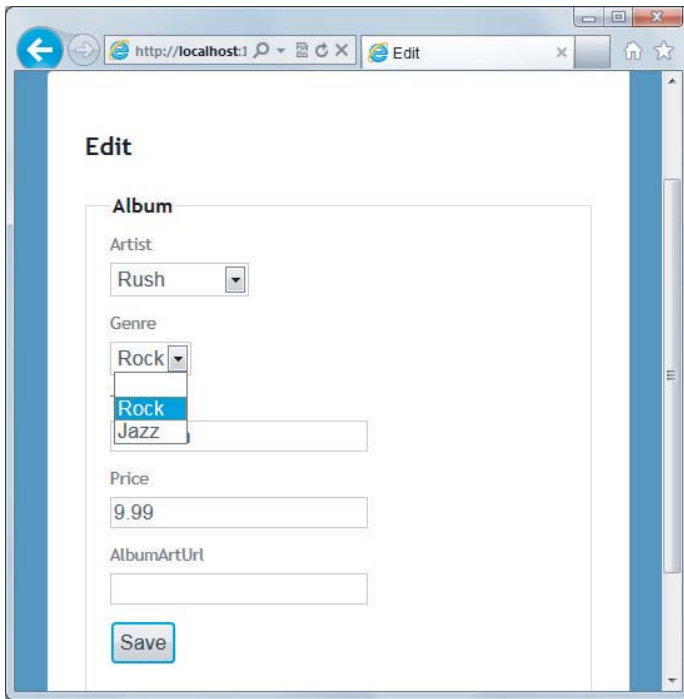 http://localhost:1
Edit
Edit
Album
Artist
Rush
Genre
Rock
Rock
Jazz
Price
9.99
AlbumArtUrl
Save